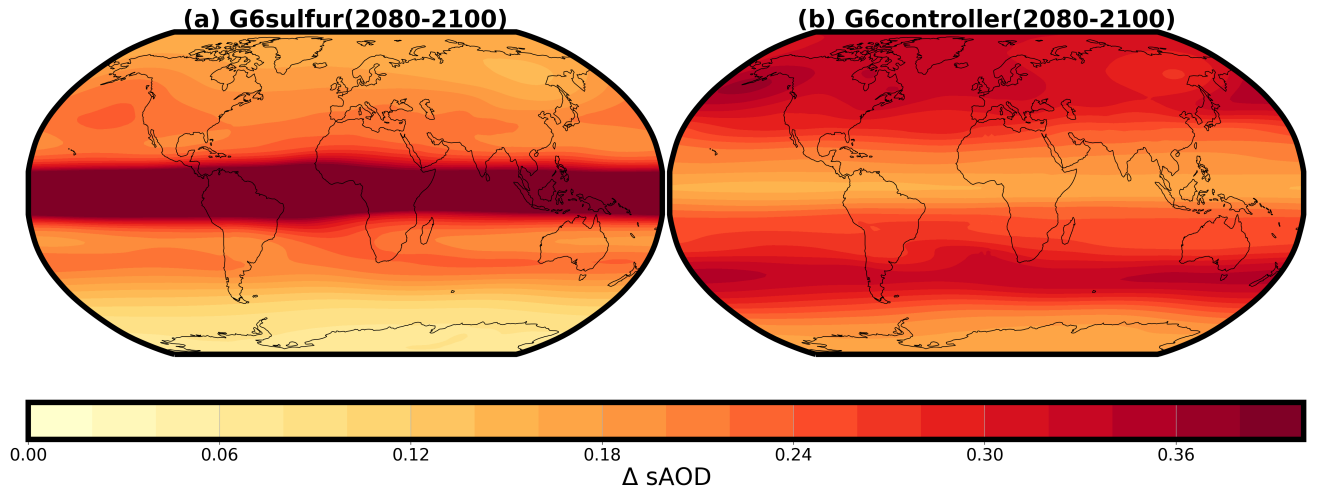 (a) G6sulfur(2080-2100)
(b) G6controller(2080-2100)
0.00 0.06 0.12 0.18 0.24 0.30 0.36
Δ sAOD